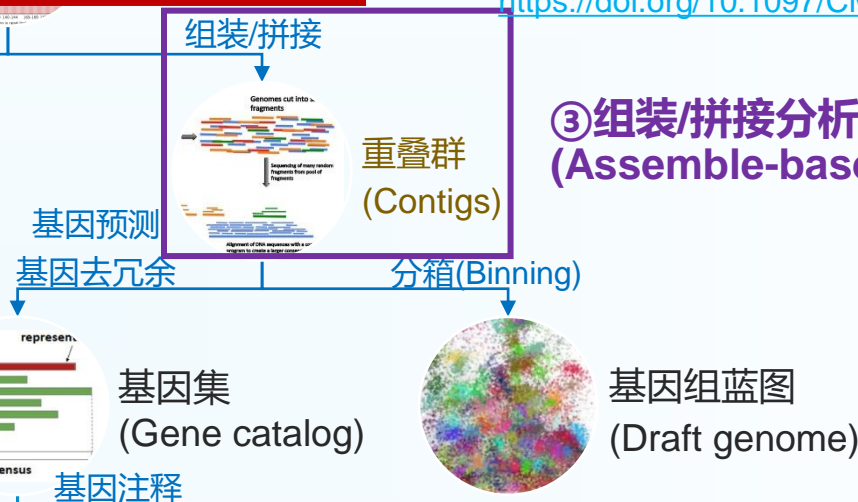 https://doi.org/10.1097/CM
组装/拼接
Genomes cut into
fragments
Sequencing of many random
fragments from pool of
fragments
Alignment of DNA sequences with a
program to create a larger
重叠群
(Contigs)
③组装/拼接分析
(Assemble-base
基因预测
基因去冗余
分箱(Binning)
represen
ensus
基因集
(Gene catalog)
基因组蓝图
(Draft genome)
基因注释